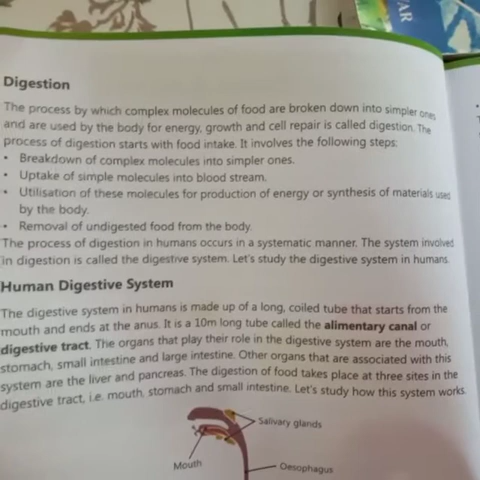 TAR
Digestion
The process by which complex molecules of food are broken down into simpler ones
and are used by the body for energy, growth and cell repair is called digestion. The
process of digestion starts with food intake. It involves the following steps:
• Breakdown of complex molecules into simpler ones.
• Uptake of simple molecules into blood stream.
• Utilisation of these molecules for production of energy or synthesis of materials used
by the body.
• Removal of undigested food from the body.
The process of digestion in humans occurs in a systematic manner. The system involved
in digestion is called the digestive system. Let's study the digestive system in humans.
Human Digestive System
The digestive system in humans is made up of a long, coiled tube that starts from the
mouth and ends at the anus. It is a 10m long tube called the alimentary canal or
digestive tract. The organs that play their role in the digestive system are the mouth,
stomach, small intestine and large intestine. Other organs that are associated with this
system are the liver and pancreas. The digestion of food takes place at three sites in the
digestive tract, i.e. mouth, stomach and small intestine. Let's study how this system works.
Salivary glands
Mouth
Oesophagus